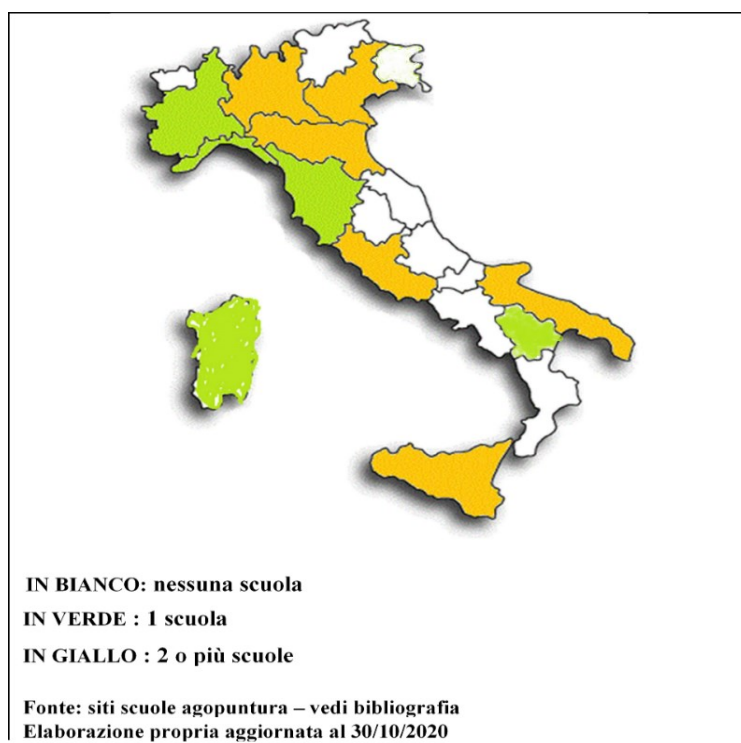 IN BIANCO: nessuna scuola
IN VERDE : 1 scuola
IN GIALLO : 2 o più scuole
Fonte: siti scuole agopuntura – vedi bibliografia
Elaborazione propria aggiornata al 30/10/2020